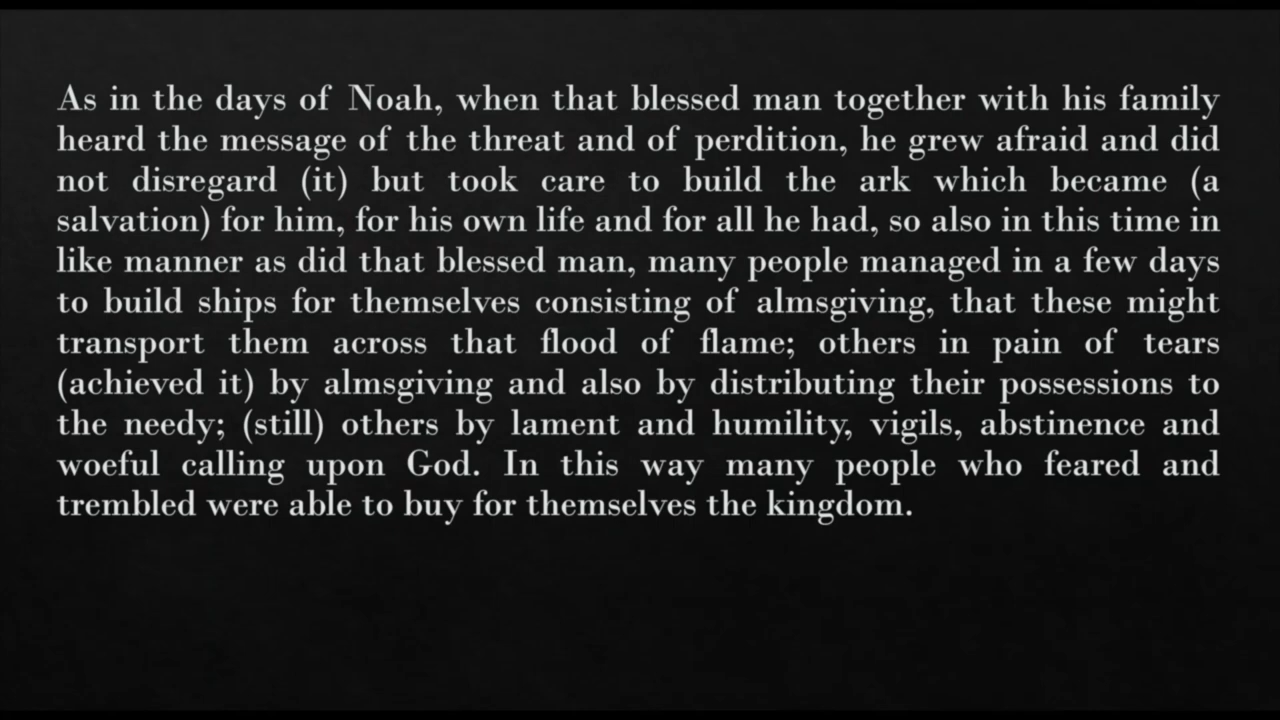 As in the days of Noah, when that blessed man together with his family
heard the message of the threat and of perdition, he grew afraid and did
not disregard (it) but took care to build the ark which became (a
salvation) for him, for his own life and for all he had, so also in this time in
like manner as did that blessed man, many people managed in a few days
to build ships for themselves consisting of almsgiving, that these might
transport them across that flood of flame; others in pain of tears
(achieved it) by almsgiving and also by distributing their possessions to
the needy; (still) others by lament and humility, vigils, abstinence and
woeful calling upon God. In this way many people who feared and
trembled were able to buy for themselves the kingdom.